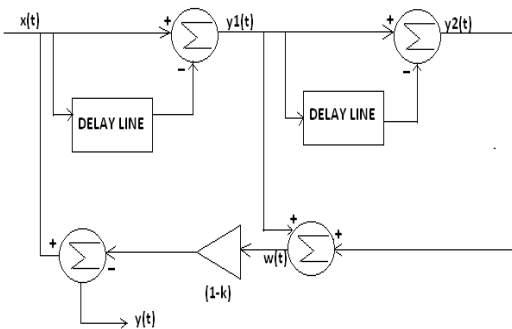 x(t) + y1(t) + y2(t)
− −
DELAY LINE DELAY LINE
+ +
+ − w(t)
(1-k)
y(t)